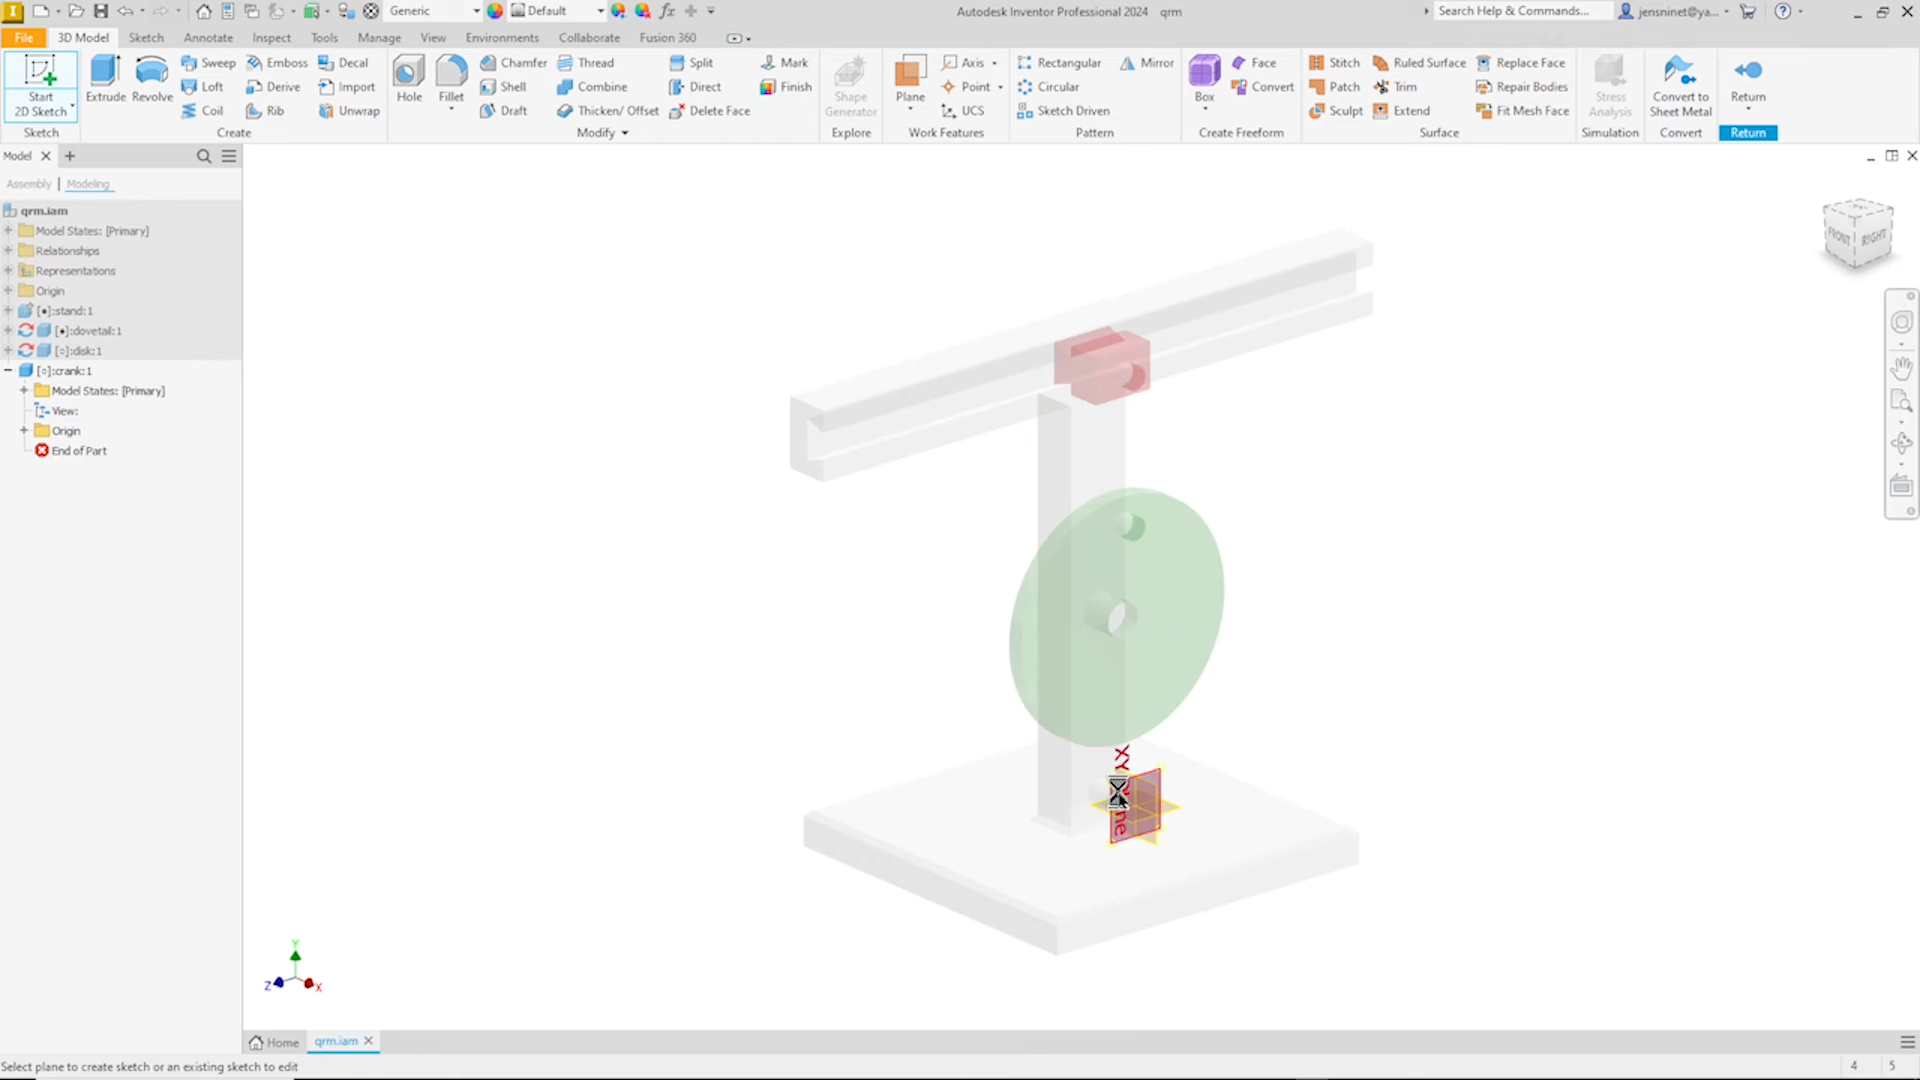 Generic
Default
Autodesk Inventor Professional 2024 qrm
Search Help & Commands...
jensninet@ya...
File 3D Model Sketch Annotate Inspect Tools Manage View Environments Collaborate Fusion 360
Start
2D Sketch
Sketch
Extrude
Revolve
Sweep
Loft
Coil
Emboss
Derive
Rib
Decal
Import
Unwrap
Create
Hole
Fillet
Chamfer
Shell
Draft
Thread
Combine
Thicken/ Offset
Split
Direct
Delete Face
Mark
Finish
Modify
Shape
Generator
Explore
Plane
Axis
Point
UCS
Work Features
Rectangular
Circular
Sketch Driven
Mirror
Pattern
Box
Face
Convert
Create Freeform
Stitch
Patch
Sculpt
Ruled Surface
Trim
Extend
Replace Face
Repair Bodies
Fit Mesh Face
Surface
Stress
Analysis
Simulation
Convert to
Sheet Metal
Convert
Return
Return
Model
Assembly | Modeling
qrm.iam
Model States: [Primary]
Relationships
Representations
Origin
[•]:stand:1
[•]:dovetail:1
[○]:disk:1
[○]:crank:1
Model States: [Primary]
View:
Origin
End of Part
FRONT RIGHT
XY
ne
Y
Z
X
Home
qrm.iam
Select plane to create sketch or an existing sketch to edit
4 5